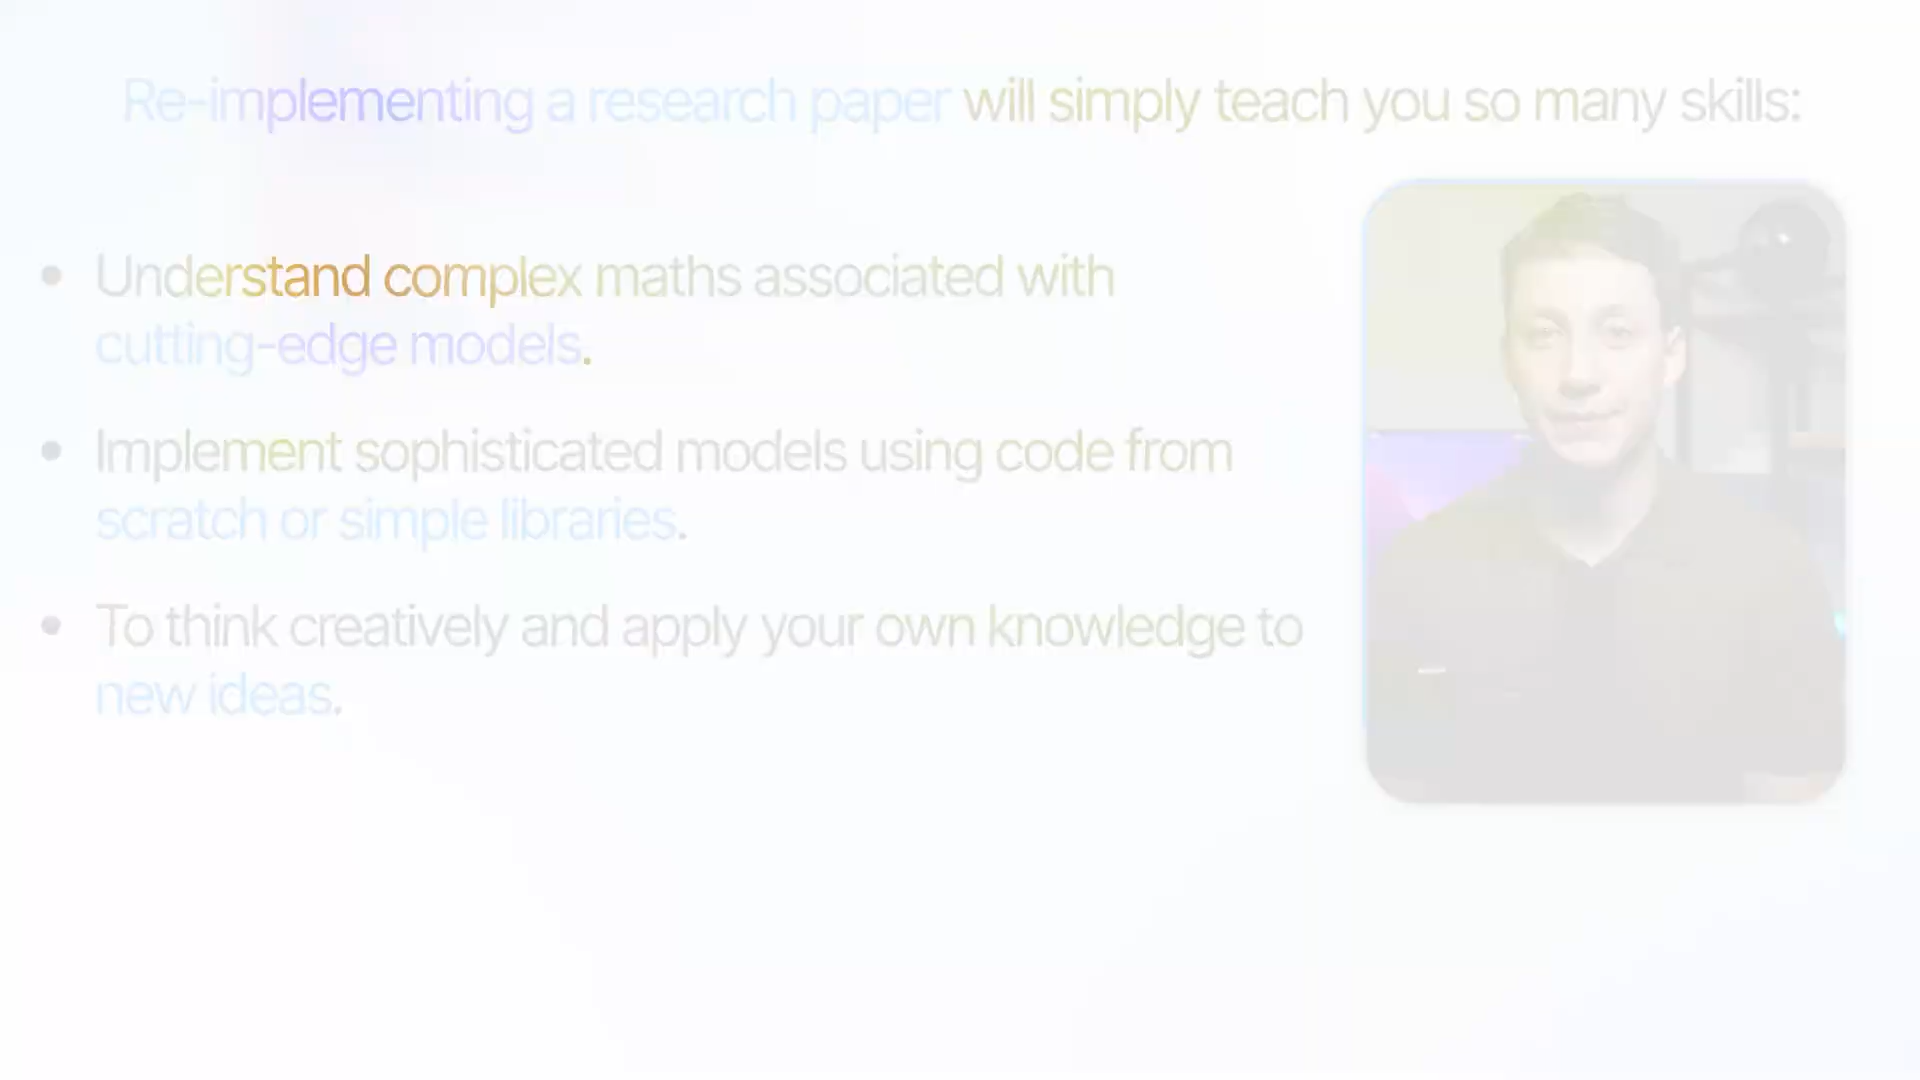 Re-implementing a research paper will simply teach you so many skills:
• Understand complex maths associated with
cutting-edge models.
• Implement sophisticated models using code from
scratch or simple libraries.
• To think creatively and apply your own knowledge to
new ideas.